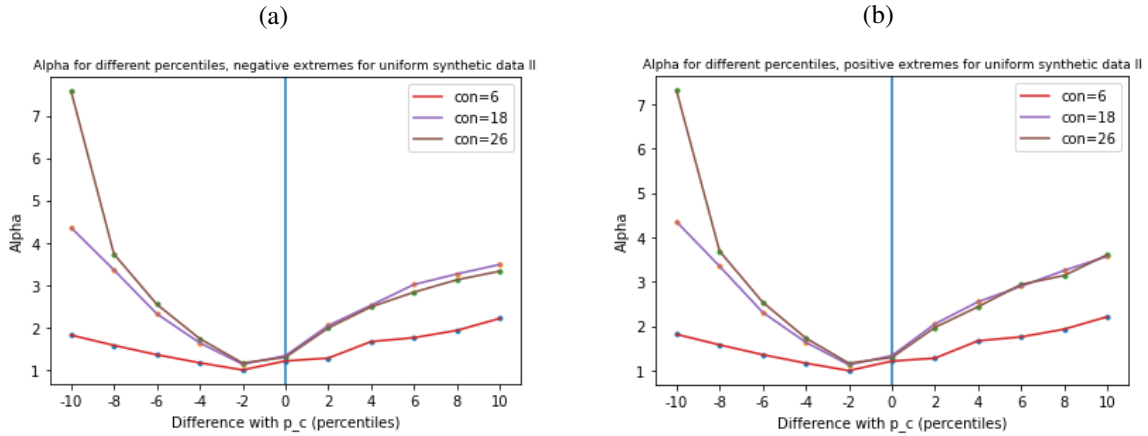 (a)
Alpha for different percentiles, negative extremes for uniform synthetic data II
con=6
con=18
con=26
7
6
5
4
3
2
1
Alpha
-10 -8 -6 -4 -2 0 2 4 6 8 10
Difference with p_c (percentiles)
(b)
Alpha for different percentiles, positive extremes for uniform synthetic data II
con=6
con=18
con=26
7
6
5
4
3
2
1
Alpha
-10 -8 -6 -4 -2 0 2 4 6 8 10
Difference with p_c (percentiles)